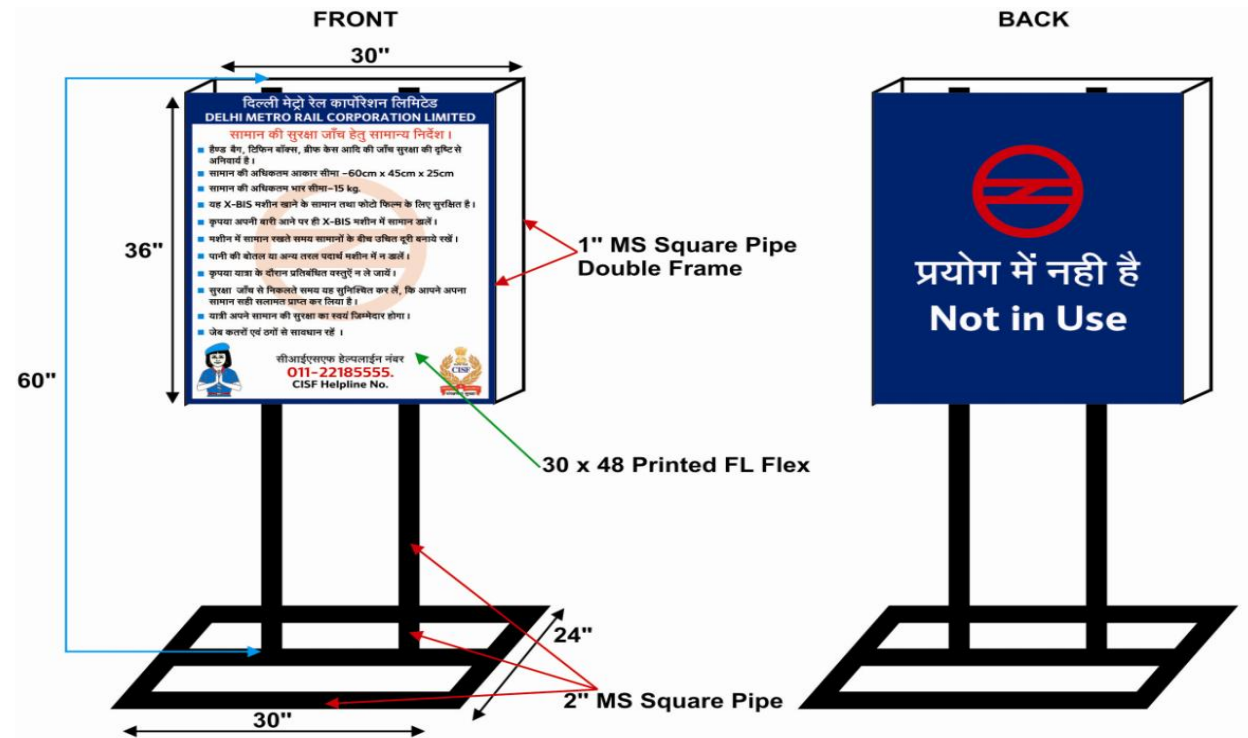 FRONT
BACK
30"
दिल्ली मेट्रो रेल कार्पोरेशन लिमिटेड
DELHI METRO RAIL CORPORATION LIMITED
सामान की सुरक्षा जाँच हेतु सामान्य निर्देश।
हैण्ड बैग, टिफिन बॉक्स, ब्रीफ केस आदि की जाँच सुरक्षा की दृष्टि से
अनिवार्य है।
सामान की अधिकतम आकार सीमा -60cm x 45cm x 25cm
सामान की अधिकतम भार सीमा-15 kg.
यह X-BIS मशीन खाने के सामान तथा फोटो फिल्म के लिए सुरक्षित है।
कृपया अपनी बारी आने पर ही X-BIS मशीन में सामान डालें।
मशीन में सामान रखते समय सामानों के बीच उचित दूरी बनाये रखें।
पानी की बोतल या अन्य तरल पदार्थ मशीन में न डालें।
कृपया यात्रा के दौरान प्रतिबंधित वस्तुएँ न ले जायें।
सुरक्षा जाँच से निकलते समय यह सुनिश्चित कर लें, कि आपने अपना
सामान सही सलामत प्राप्त कर लिया है।
यात्री अपने सामान की सुरक्षा का स्वयं जिम्मेदार होगा।
जेब कतरों एवं ठगों से सावधान रहें ।
सीआईएसएफ हेल्पलाईन नंबर
011-22185555.
CISF Helpline No.
CISF
36"
60"
1" MS Square Pipe
Double Frame
30 x 48 Printed FL Flex
24"
2" MS Square Pipe
30"
प्रयोग में नही है
Not in Use